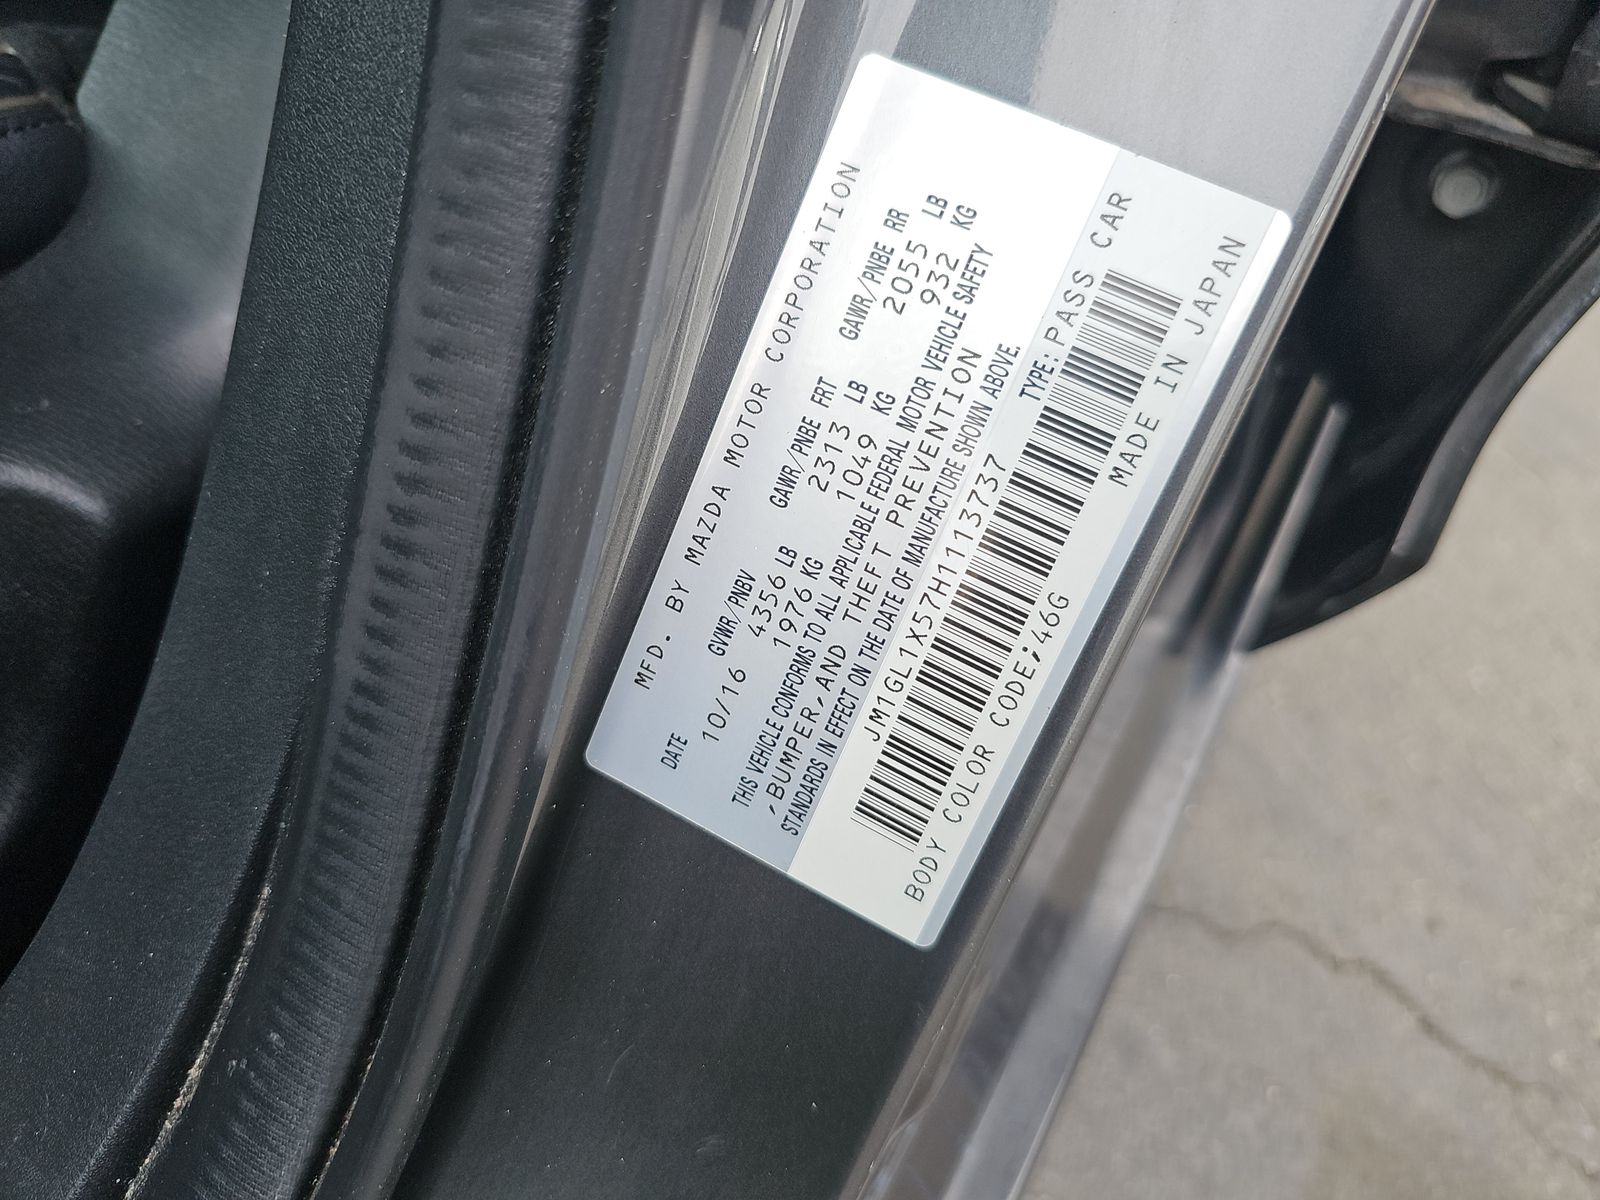 MFD. BY MAZDA MOTOR CORPORATION
DATE GVWR/PNBV GAWR/PNBE FRT GAWR/PNBE RR
10/16 4356 LB 2313 LB 2055 LB
1976 KG 1049 KG 932 KG
THIS VEHICLE CONFORMS TO ALL APPLICABLE FEDERAL MOTOR VEHICLE SAFETY
,BUMPER,AND THEFT PREVENTION
STANDARDS IN EFFECT ON THE DATE OF MANUFACTURE SHOWN ABOVE.
JM1GL1X57H1113737 TYPE: PASS CAR
BODY COLOR CODE;46G MADE IN JAPAN